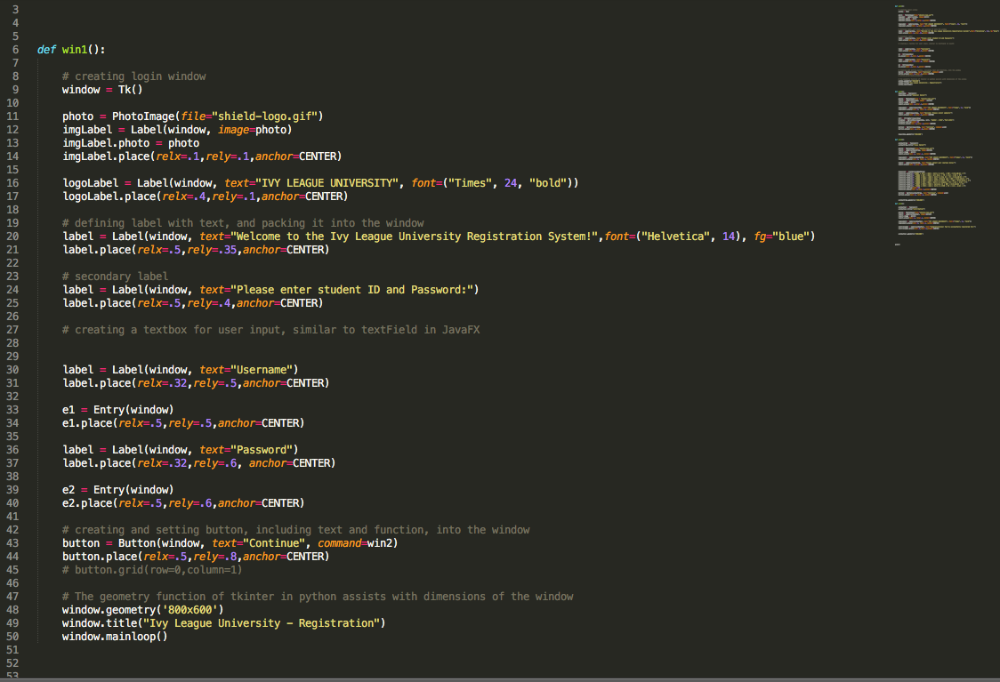 3
4
5
6 def win1():
7
8 # creating login window
9 window = Tk()
10
11 photo = PhotoImage(file="shield-logo.gif")
12 imgLabel = Label(window, image=photo)
13 imgLabel.photo = photo
14 imgLabel.place(relx=.1,rely=.1,anchor=CENTER)
15
16 logoLabel = Label(window, text="IVY LEAGUE UNIVERSITY", font=("Times", 24, "bold"))
17 logoLabel.place(relx=.4,rely=.1,anchor=CENTER)
18
19 # defining label with text, and packing it into the window
20 label = Label(window, text="Welcome to the Ivy League University Registration System!",font=("Helvetica", 14), fg="blue")
21 label.place(relx=.5,rely=.35,anchor=CENTER)
22
23 # secondary label
24 label = Label(window, text="Please enter student ID and Password:")
25 label.place(relx=.5,rely=.4,anchor=CENTER)
26
27 # creating a textbox for user input, similar to textField in JavaFX
28
29
30 label = Label(window, text="Username")
31 label.place(relx=.32,rely=.5,anchor=CENTER)
32
33 e1 = Entry(window)
34 e1.place(relx=.5,rely=.5,anchor=CENTER)
35
36 label = Label(window, text="Password")
37 label.place(relx=.32,rely=.6, anchor=CENTER)
38
39 e2 = Entry(window)
40 e2.place(relx=.5,rely=.6,anchor=CENTER)
41
42 # creating and setting button, including text and function, into the window
43 button = Button(window, text="Continue", command=win2)
44 button.place(relx=.5,rely=.8,anchor=CENTER)
45 # button.grid(row=0,column=1)
46
47 # The geometry function of tkinter in python assists with dimensions of the window
48 window.geometry('800x600')
49 window.title("Ivy League University - Registration")
50 window.mainloop()
51
52
53